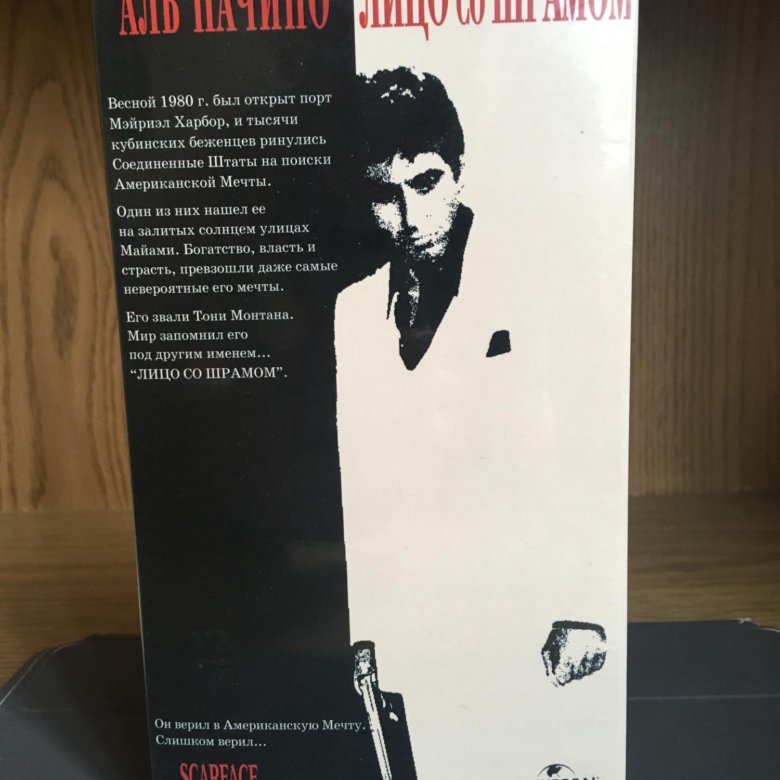 АЛЬ ПАЧИНО ЛИЦО СО ШРАМОМ
Весной 1980 г. был открыт порт
Мэйриэл Харбор, и тысячи
кубинских беженцев ринулись
Соединенные Штаты на поиски
Американской Мечты.
Один из них нашел ее
на залитых солнцем улицах
Майами. Богатство, власть и
страсть, превзошли даже самые
невероятные его мечты.
Его звали Тони Монтана.
Мир запомнил его
под другим именем...
“ЛИЦО СО ШРАМОМ”.
Он верил в Американскую Мечту.
Слишком верил...
SCARFACE